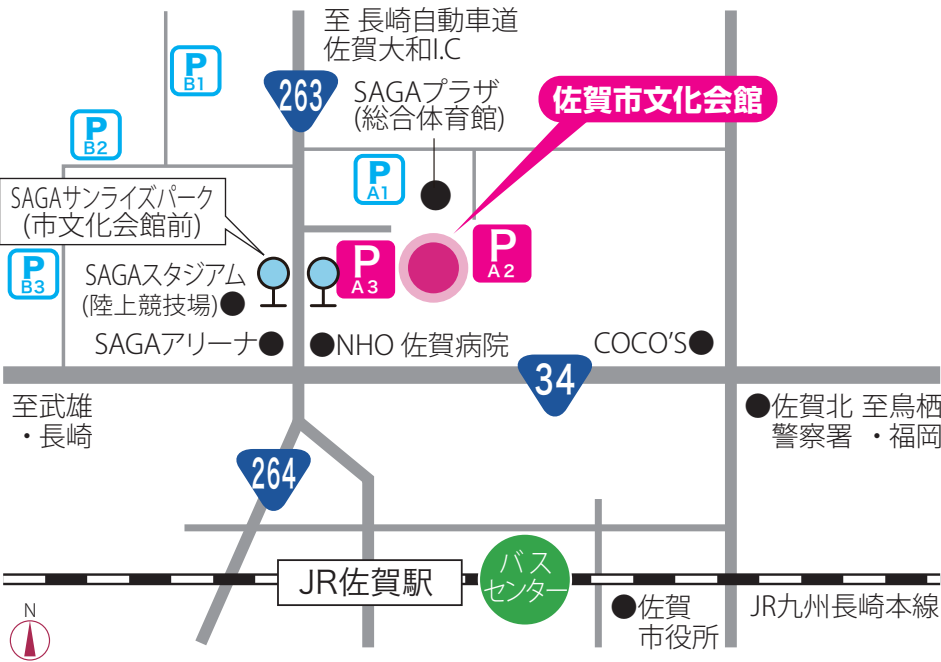 至 長崎自動車道
佐賀大和I.C
P
B1
263
SAGAプラザ
(総合体育館)
佐賀市文化会館
P
B2
P
A1
SAGAサンライズパーク
(市文化会館前)
P
A2
P
A3
P
B3
SAGAスタジアム
(陸上競技場)
SAGAアリーナ
NHO 佐賀病院
COCO'S
34
至武雄
・長崎
佐賀北
警察署
至鳥栖
・福岡
264
バス
センター
JR佐賀駅
佐賀
市役所
JR九州長崎本線
N